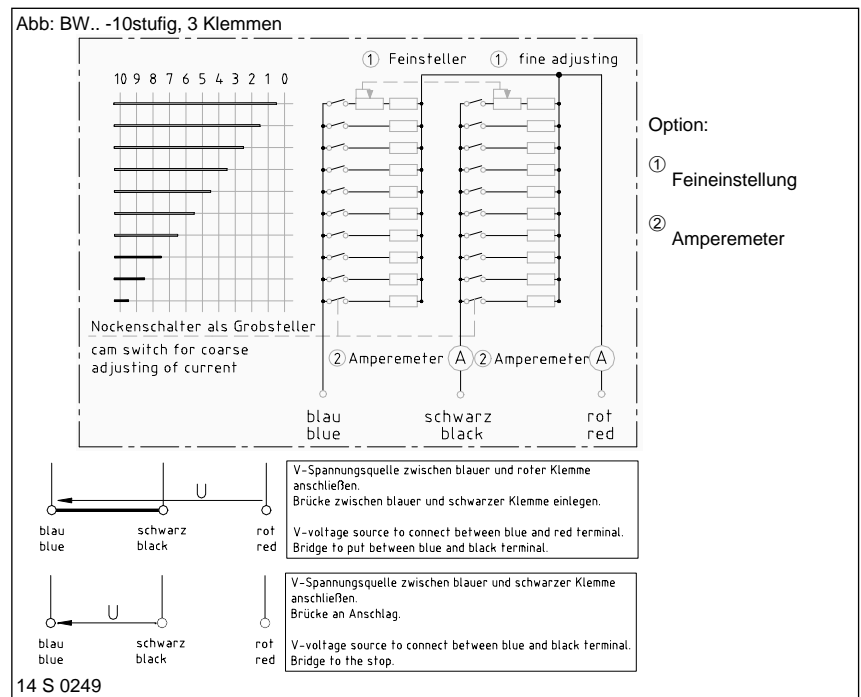 Abb: BW.. -10stufig, 3 Klemmen
① Feinsteller ① fine adjusting
10 9 8 7 6 5 4 3 2 1 0
Option:
① Feineinstellung
② Amperemeter
Nockenschalter als Grobsteller
cam switch for coarse
adjusting of current
② Amperemeter A ② Amperemeter A
blau schwarz rot
blue black red
V-Spannungsquelle zwischen blauer und roter Klemme
anschließen.
Brücke zwischen blauer und schwarzer Klemme einlegen.
V-voltage source to connect between blue and red terminal.
Bridge to put between blue and black terminal.
U
blau schwarz rot
blue black red
V-Spannungsquelle zwischen blauer und schwarzer Klemme
anschließen.
Brücke an Anschlag.
V-voltage source to connect between blue and black terminal.
Bridge to the stop.
U
blau schwarz rot
blue black red
14 S 0249